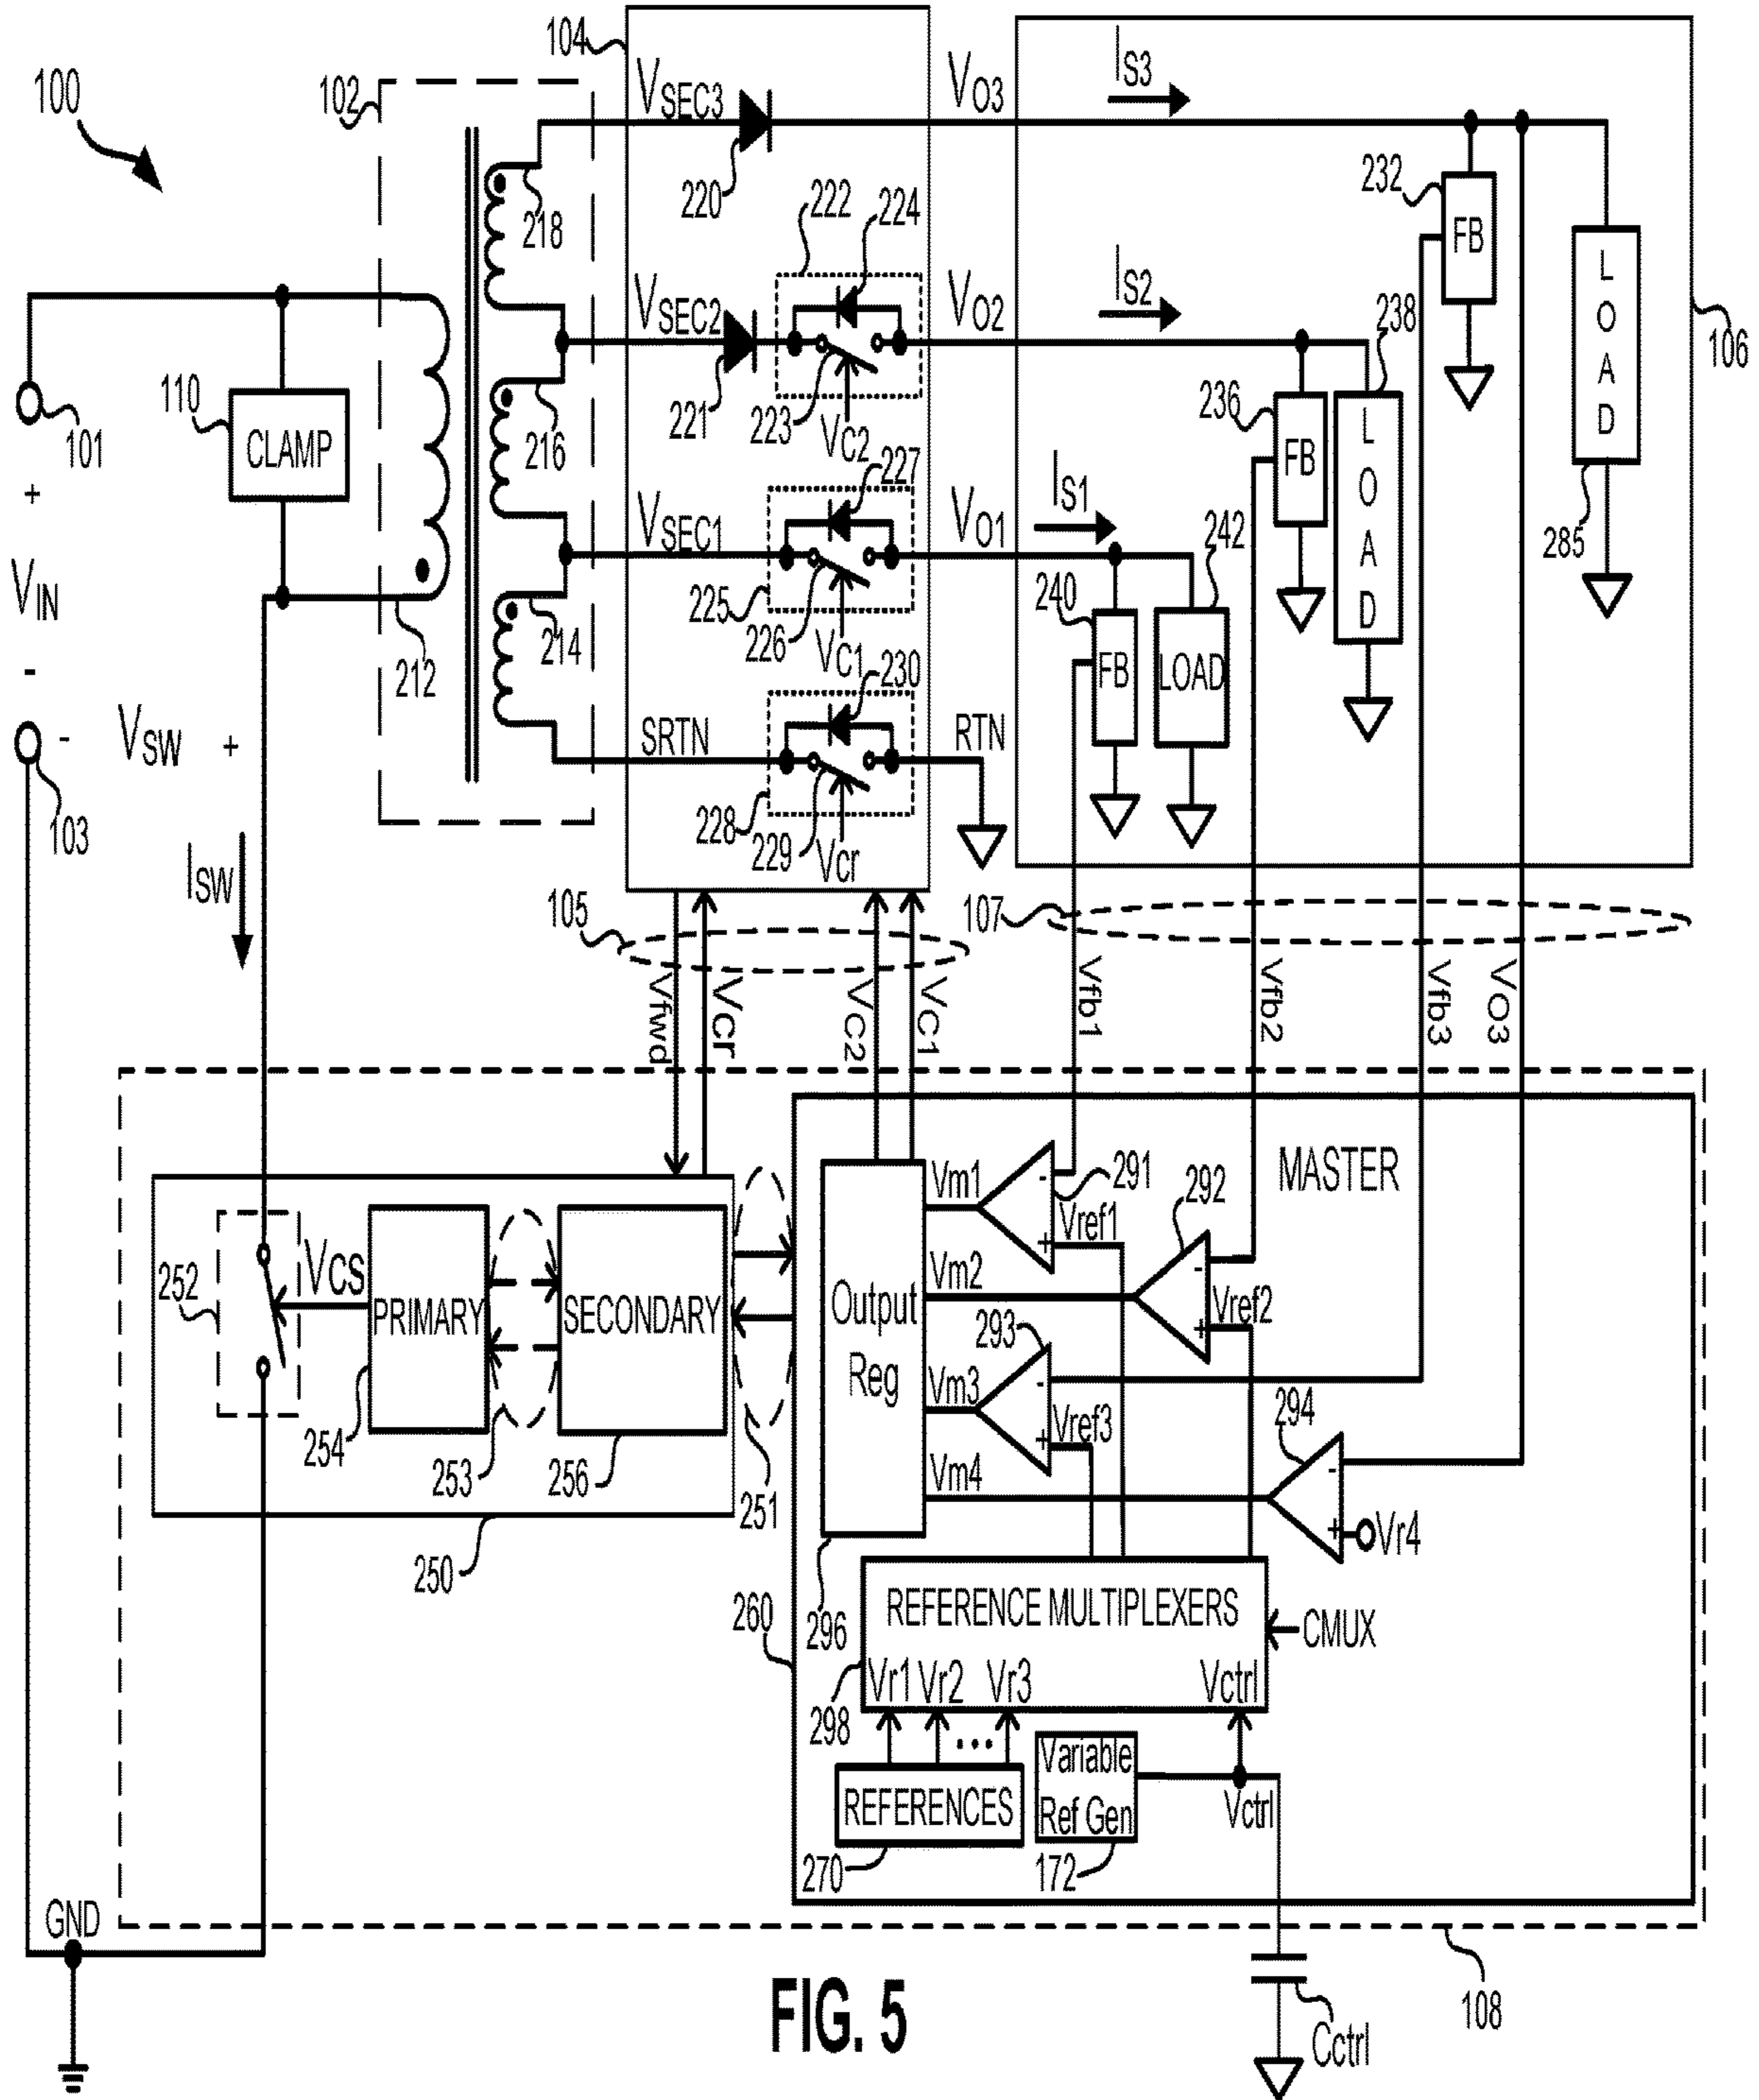 100
102
104
VSEC3
VO3
IS3
220
218
222
224
232
FB
LOAD
106
VSEC2
VO2
IS2
238
110
CLAMP
101
+
VIN
-
103
- VSW +
212
216
221
223
VC2
236
FB
LOAD
285
227
VSEC1
VO1
IS1
242
240
225
226
VC1
214
230
FB
LOAD
SRTN
RTN
228
229
Vcr
ISW
105
107
Vfwd
Vcr
VC2
VC1
Vfb1
Vfb2
Vfb3
VO3
MASTER
Vm1
-
291
292
Vref1
+
252
VCS
PRIMARY
SECONDARY
Output
Reg
Vm2
-
Vref2
+
293
Vm3
-
Vref3
+
294
254
253
256
251
Vm4
-
+
Vr4
250
260
296
REFERENCE MULTIPLEXERS
CMUX
298
Vr1 Vr2 Vr3 Vctrl
...
REFERENCES
Variable
Ref Gen
Vctrl
270
172
GND
108
Cctrl
FIG. 5